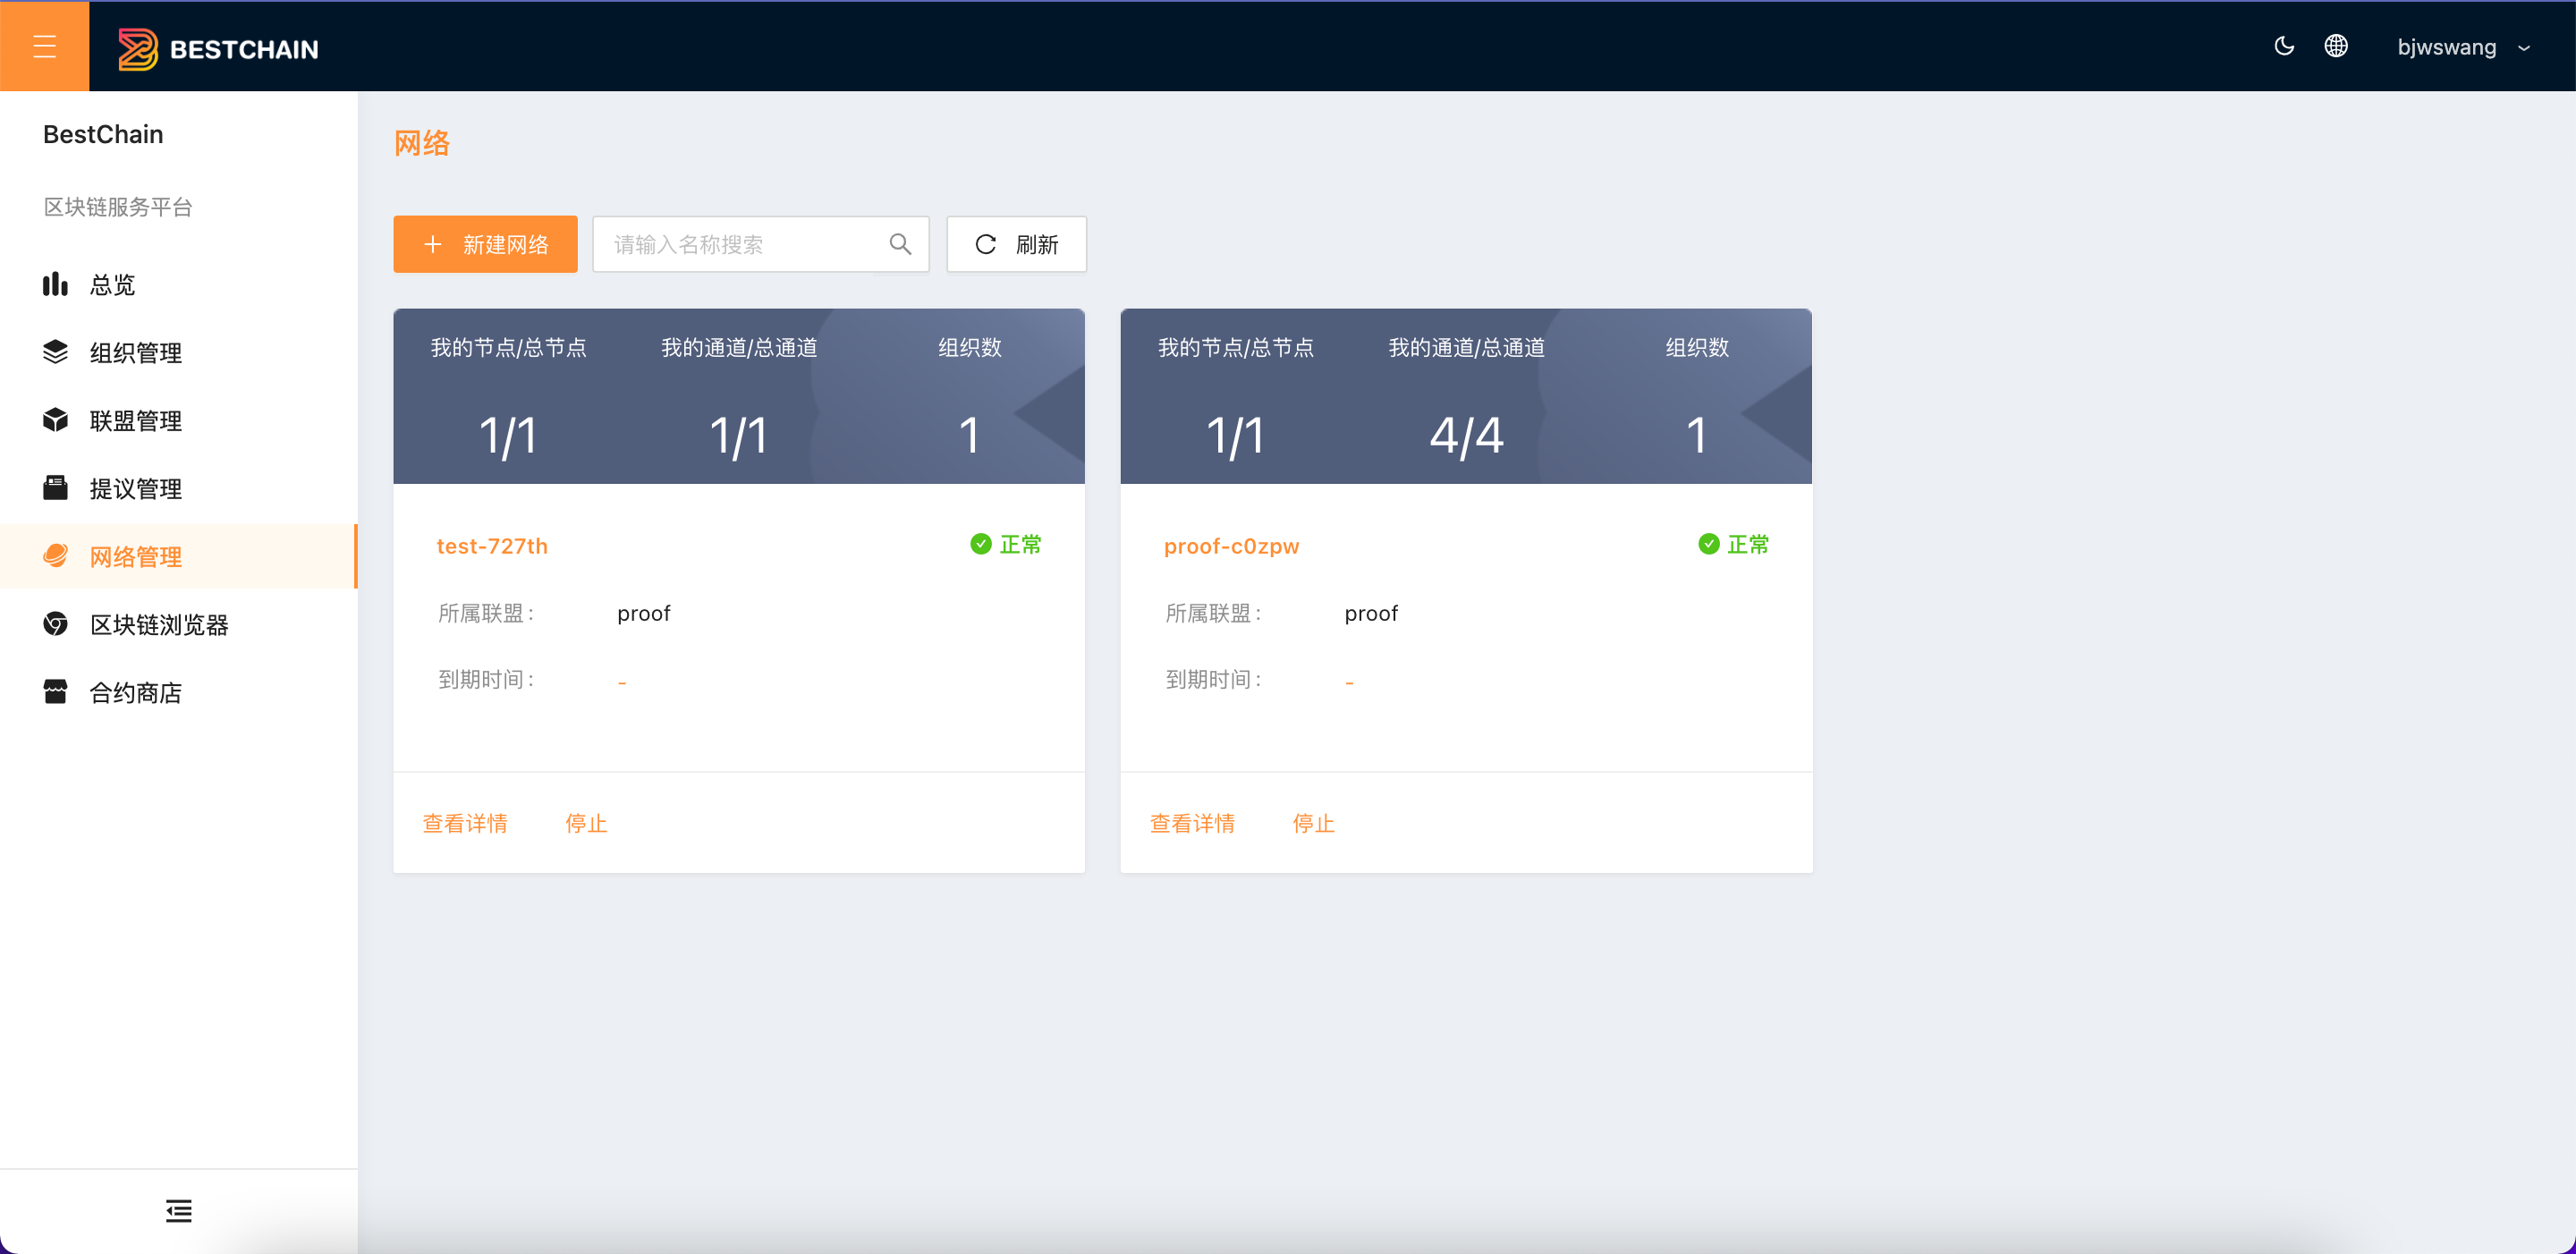 BESTCHAIN
bjwswang
BestChain
区块链服务平台
总览
组织管理
联盟管理
提议管理
网络管理
区块链浏览器
合约商店
网络
新建网络
请输入名称搜索
刷新
我的节点/总节点 我的通道/总通道 组织数
1/1 1/1 1
test-727th 正常
所属联盟: proof
到期时间: -
查看详情 停止
我的节点/总节点 我的通道/总通道 组织数
1/1 4/4 1
proof-c0zpw 正常
所属联盟: proof
到期时间: -
查看详情 停止